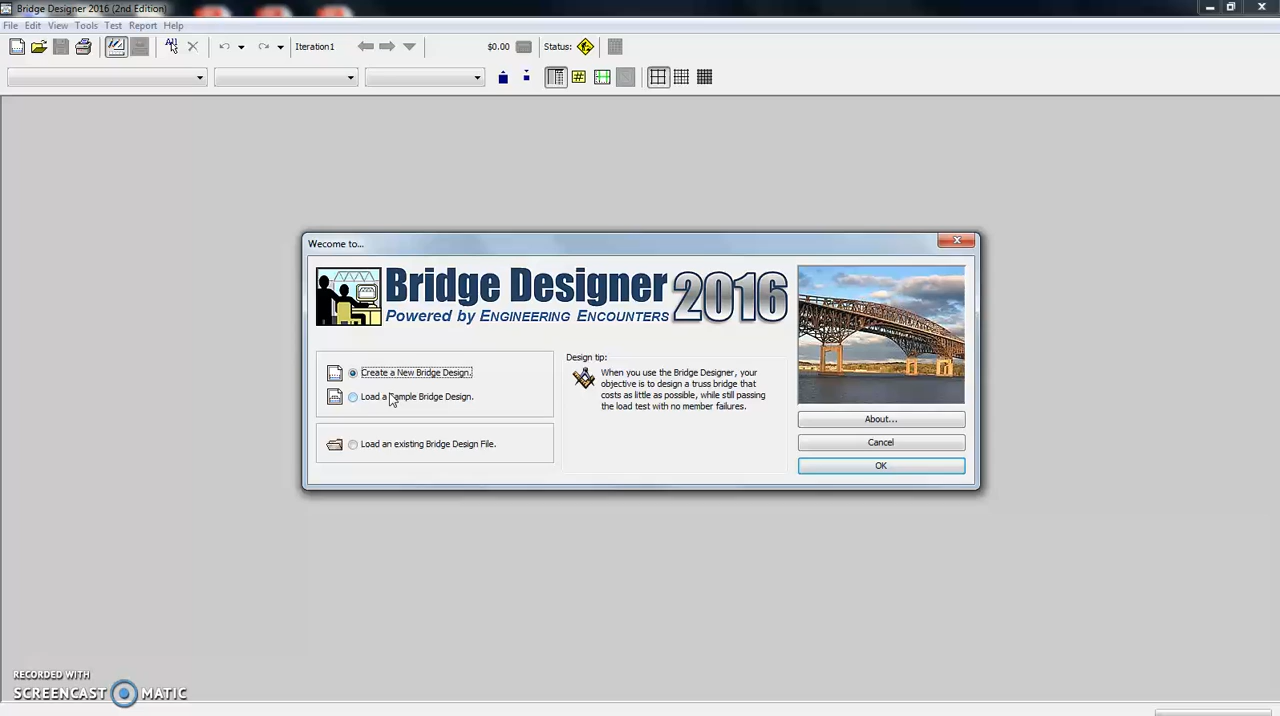 Bridge Designer 2016 (2nd Edition)
File Edit View Tools Test Report Help
Iteration1 $0.00 Status:
Wecome to...
Bridge Designer 2016
Powered by ENGINEERING ENCOUNTERS
Create a New Bridge Design.
Load a Sample Bridge Design.
Load an existing Bridge Design File.
Design tip:
When you use the Bridge Designer, your
objective is to design a truss bridge that
costs as little as possible, while still passing
the load test with no member failures.
About...
Cancel
OK
RECORDED WITH
SCREENCAST MATIC